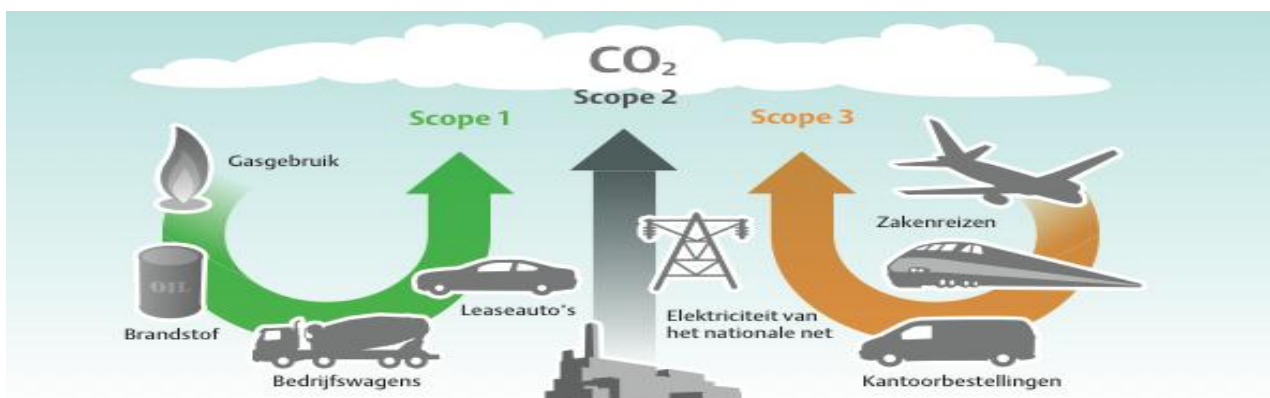 CO₂
Scope 2
Scope 1
Scope 3
Gasgebruik
OIL
Brandstof
Bedrijfswagens
Leaseauto's
Elektriciteit van
het nationale net
Zakenreizen
Kantoorbestellingen